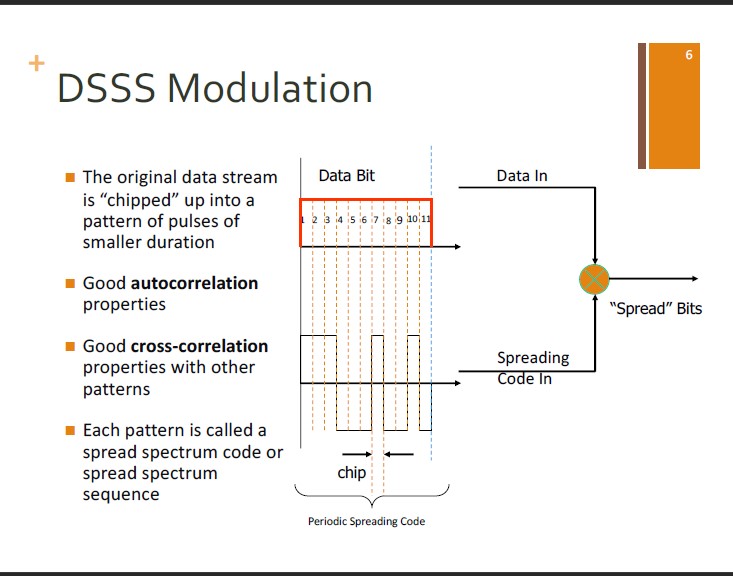 6
+
DSSS Modulation
The original data stream
is “chipped” up into a
pattern of pulses of
smaller duration
Good autocorrelation
properties
Good cross-correlation
properties with other
patterns
Each pattern is called a
spread spectrum code or
spread spectrum
sequence
Data Bit
1 2 3 4 5 6 7 8 9 10 11
chip
Periodic Spreading Code
Data In
“Spread” Bits
Spreading
Code In